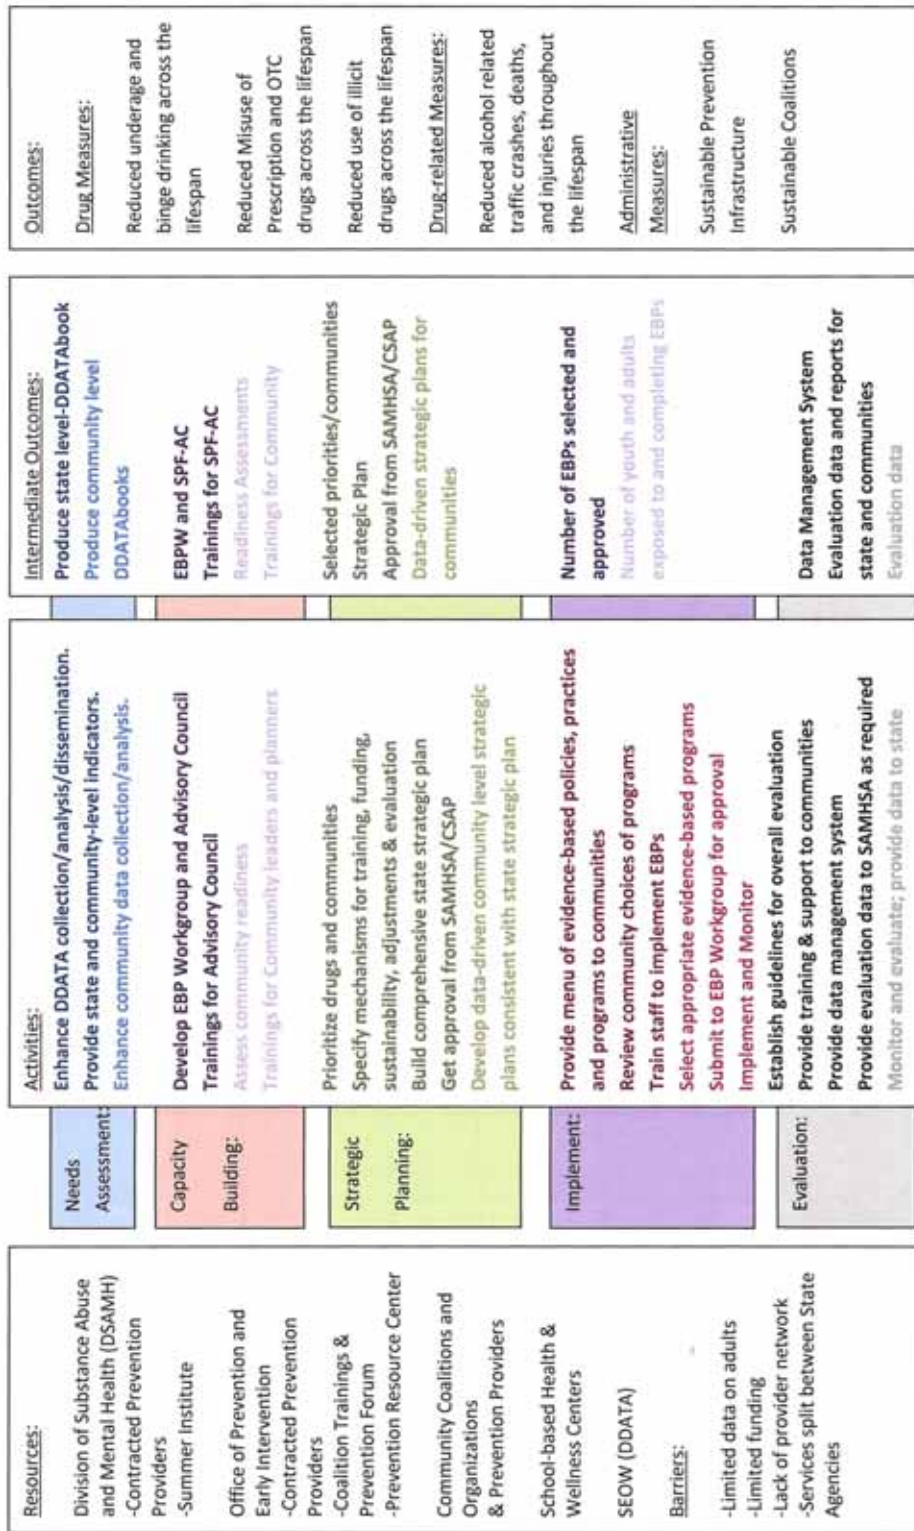 Resources:
Division of Substance Abuse
and Mental Health (DSAMH)
-Contracted Prevention
Providers
-Summer Institute
Office of Prevention and
Early Intervention
-Contracted Prevention
Providers
-Coalition Trainings &
Prevention Forum
-Prevention Resource Center
Community Coalitions and
Organizations
& Prevention Providers
School-based Health &
Wellness Centers
SEOW (DDATA)
Barriers:
-Limited data on adults
-Limited funding
-Lack of provider network
-Services split between State
Agencies
Needs
Assessment:
Capacity
Building:
Strategic
Planning:
Implement:
Evaluation:
Activities:
Enhance DDATA collection/analysis/dissemination.
Provide state and community-level indicators.
Enhance community data collection/analysis.
Develop EBP Workgroup and Advisory Council
Trainings for Advisory Council
Assess community readiness
Trainings for Community leaders and planners
Prioritize drugs and communities
Specify mechanisms for training, funding,
sustainability, adjustments & evaluation
Build comprehensive state strategic plan
Get approval from SAMHSA/CSAP
Develop data-driven community level strategic
plans consistent with state strategic plan
Provide menu of evidence-based policies, practices
and programs to communities
Review community choices of programs
Train staff to implement EBPs
Select appropriate evidence-based programs
Submit to EBP Workgroup for approval
Implement and Monitor
Establish guidelines for overall evaluation
Provide training & support to communities
Provide data management system
Provide evaluation data to SAMHSA as required
Monitor and evaluate; provide data to state
Intermediate Outcomes:
Produce state level-DDATAbook
Produce community level
DDATAbooks
EBPW and SPF-AC
Trainings for SPF-AC
Readiness Assessments
Trainings for Community
Selected priorities/communities
Strategic Plan
Approval from SAMHSA/CSAP
Data-driven strategic plans for
communities
Number of EBPs selected and
approved
Number of youth and adults
exposed to and completing EBPs
Data Management System
Evaluation data and reports for
state and communities
Evaluation data
Outcomes:
Drug Measures:
Reduced underage and
binge drinking across the
lifespan
Reduced Misuse of
Prescription and OTC
drugs across the lifespan
Reduced use of illicit
drugs across the lifespan
Drug-related Measures:
Reduced alcohol related
traffic crashes, deaths,
and injuries throughout
the lifespan
Administrative
Measures:
Sustainable Prevention
Infrastructure
Sustainable Coalitions